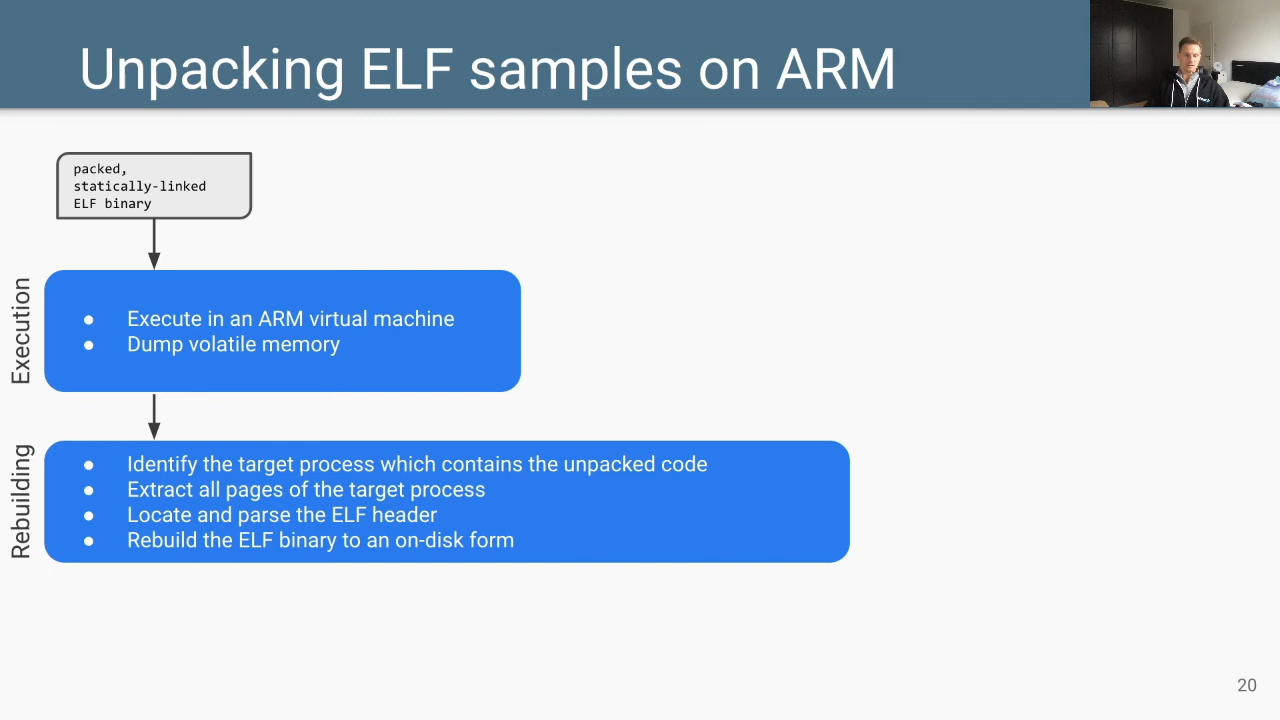 Unpacking ELF samples on ARM
packed,
statically-linked
ELF binary
Execution
● Execute in an ARM virtual machine
● Dump volatile memory
Rebuilding
● Identify the target process which contains the unpacked code
● Extract all pages of the target process
● Locate and parse the ELF header
● Rebuild the ELF binary to an on-disk form
20